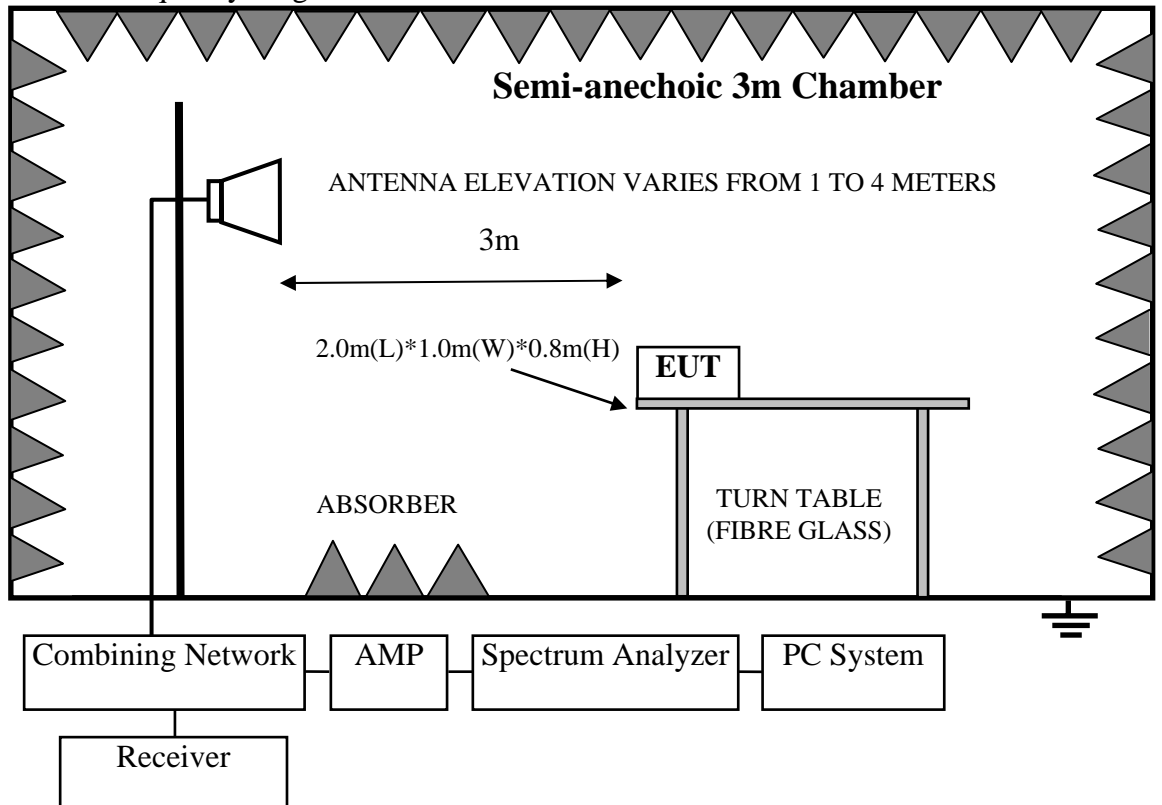 Semi-anechoic 3m Chamber
ANTENNA ELEVATION VARIES FROM 1 TO 4 METERS
3m
2.0m(L)*1.0m(W)*0.8m(H)
EUT
ABSORBER
TURN TABLE
(FIBRE GLASS)
Combining Network
AMP
Spectrum Analyzer
PC System
Receiver